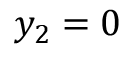 y₂ = 0